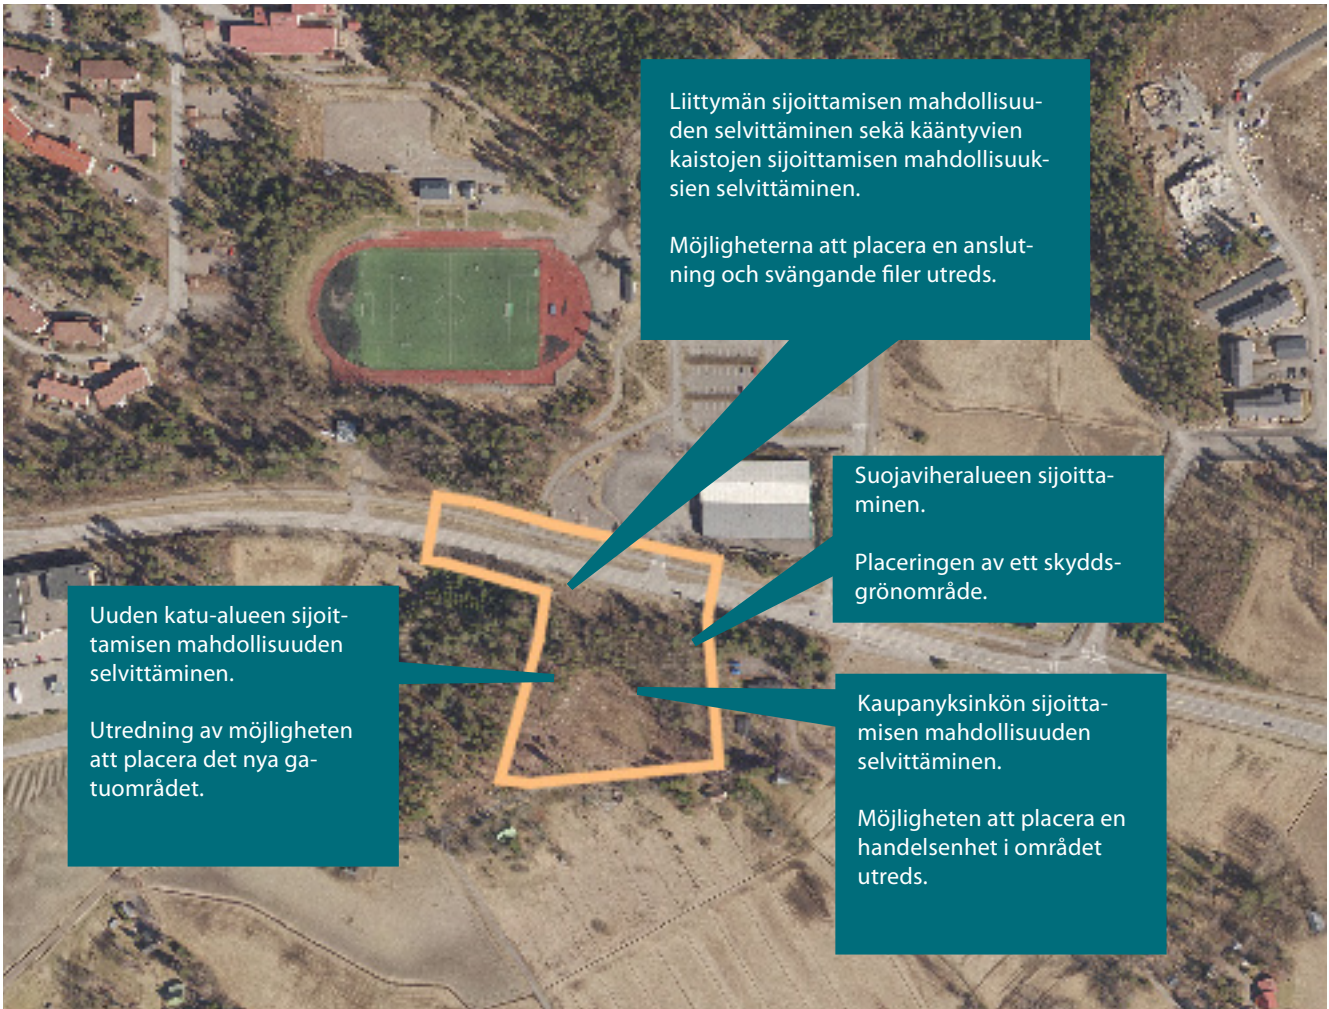 Liittymän sijoittamisen mahdollisuu-
den selvittäminen sekä kääntyvien
kaistojen sijoittamisen mahdollisuuk-
sien selvittäminen.
Möjligheterna att placera en anslut-
ning och svängande filer utreds.
Suojaviheralueen sijoitta-
minen.
Placeringen av ett skydds-
grönområde.
Uuden katu-alueen sijoit-
tamisen mahdollisuuden
selvittäminen.
Utredning av möjligheten
att placera det nya ga-
tuområdet.
Kaupanyksinkön sijoitta-
misen mahdollisuuden
selvittäminen.
Möjligheten att placera en
handelsenhet i området
utreds.